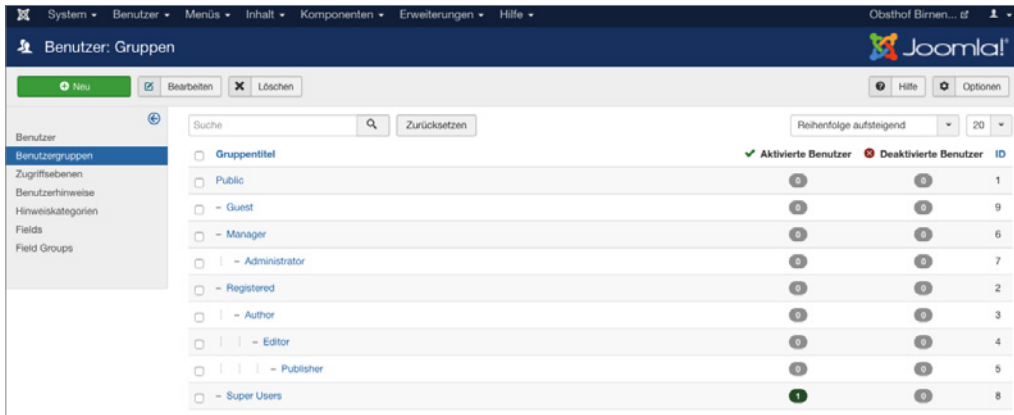 System Benutzer Menüs Inhalt Komponenten Erweiterungen Hilfe Obsthof Birnen...
Benutzer: Gruppen Joomla!®
Neu Bearbeiten Löschen Hilfe Optionen
Suche Zurücksetzen Reihenfolge aufsteigend 20
Benutzer
Benutzergruppen
Zugriffsebenen
Benutzerhinweise
Hinweiskategorien
Fields
Field Groups
Gruppentitel Aktivierte Benutzer Deaktivierte Benutzer ID
Public 0 0 1
– Guest 0 0 9
– Manager 0 0 6
– Administrator 0 0 7
– Registered 0 0 2
– Author 0 0 3
– Editor 0 0 4
– Publisher 0 0 5
– Super Users 1 0 8